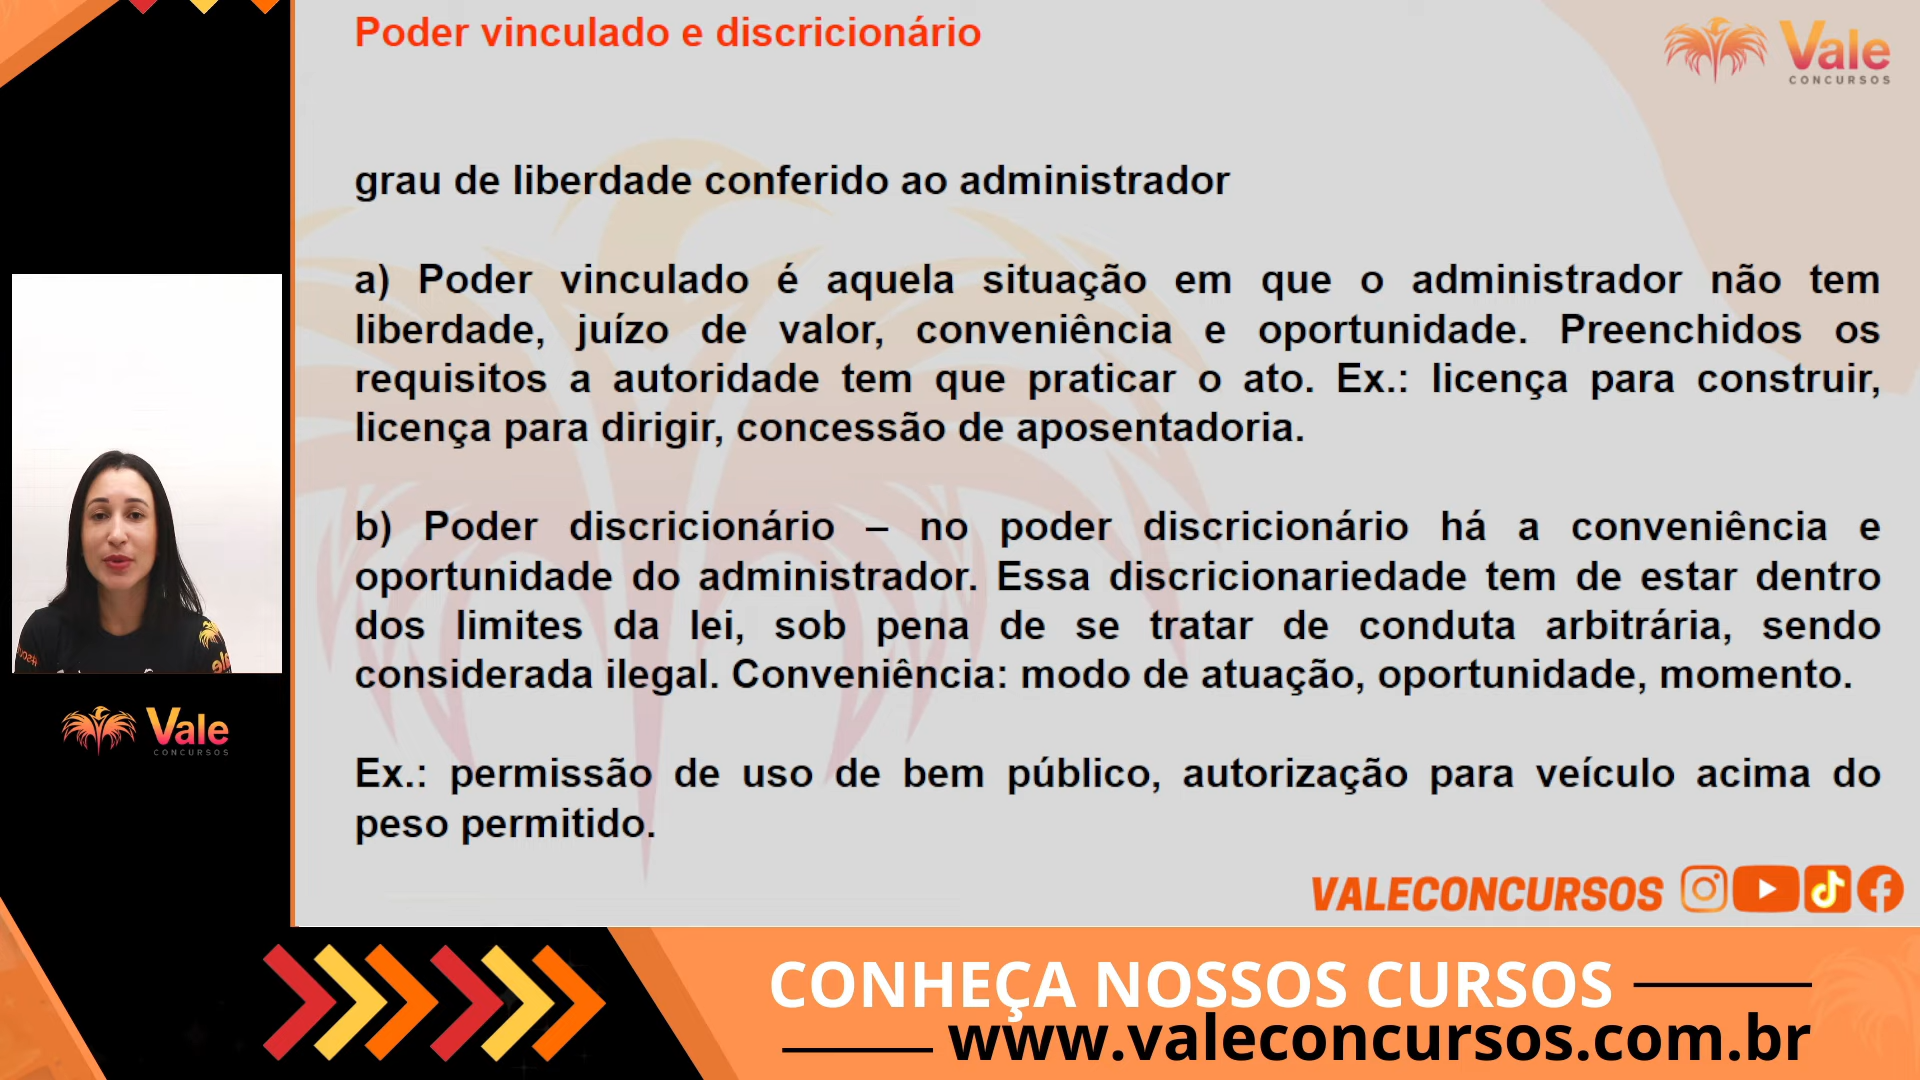 Poder vinculado e discricionário
Vale
CONCURSOS
grau de liberdade conferido ao administrador
a) Poder vinculado é aquela situação em que o administrador não tem
liberdade, juízo de valor, conveniência e oportunidade. Preenchidos os
requisitos a autoridade tem que praticar o ato. Ex.: licença para construir,
licença para dirigir, concessão de aposentadoria.
b) Poder discricionário – no poder discricionário há a conveniência e
oportunidade do administrador. Essa discricionariedade tem de estar dentro
dos limites da lei, sob pena de se tratar de conduta arbitrária, sendo
considerada ilegal. Conveniência: modo de atuação, oportunidade, momento.
Ex.: permissão de uso de bem público, autorização para veículo acima do
peso permitido.
Vale
CONCURSOS
VALECONCURSOS
CONHEÇA NOSSOS CURSOS
www.valeconcursos.com.br